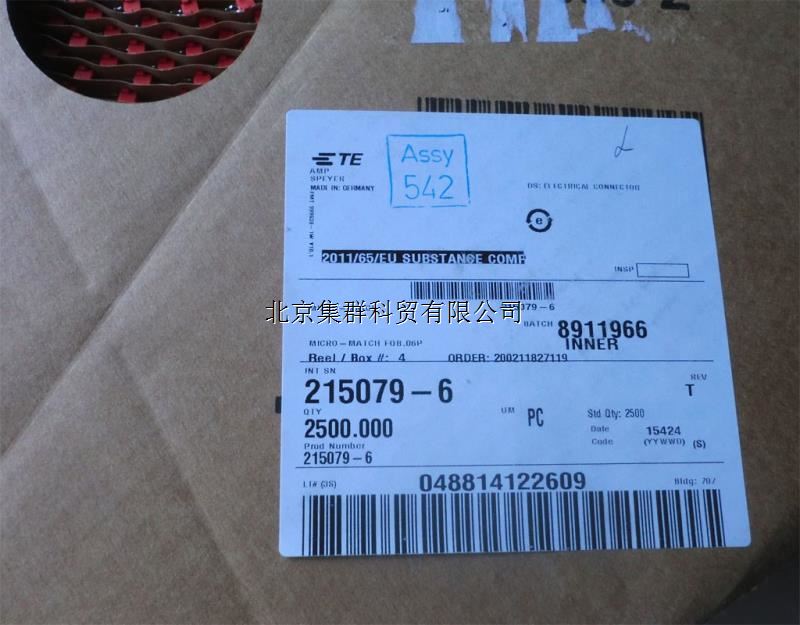 TE
AMP
SPEYER
MADE IN: GERMANY
Assy
542
DS: ELECTRICAL CONNECTOR
e
2011/65/EU SUBSTANCE COMP
INSP
079-6
北京集群科贸有限公司
BATCH 8911966
INNER
MICRO-MATCH FOB.06P
Reel / Box #: 4 ORDER: 200211827119
INT SN
215079-6
REV
T
QTY
2500.000
UM PC
Std Qty: 2500
Date 15424
Code (YYWWD) (S)
Prod Number
215079-6
LT# (3S) 048814122609 Bldg: 707